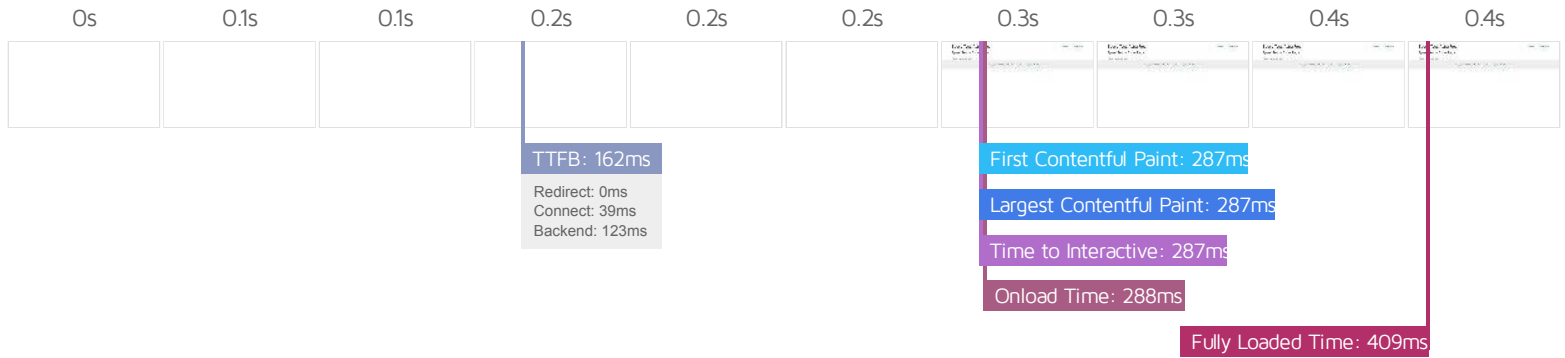 0s 0.1s 0.1s 0.2s 0.2s 0.2s 0.3s 0.3s 0.4s 0.4s
TTFB: 162ms
Redirect: 0ms
Connect: 39ms
Backend: 123ms
First Contentful Paint: 287ms
Largest Contentful Paint: 287ms
Time to Interactive: 287ms
Onload Time: 288ms
Fully Loaded Time: 409ms